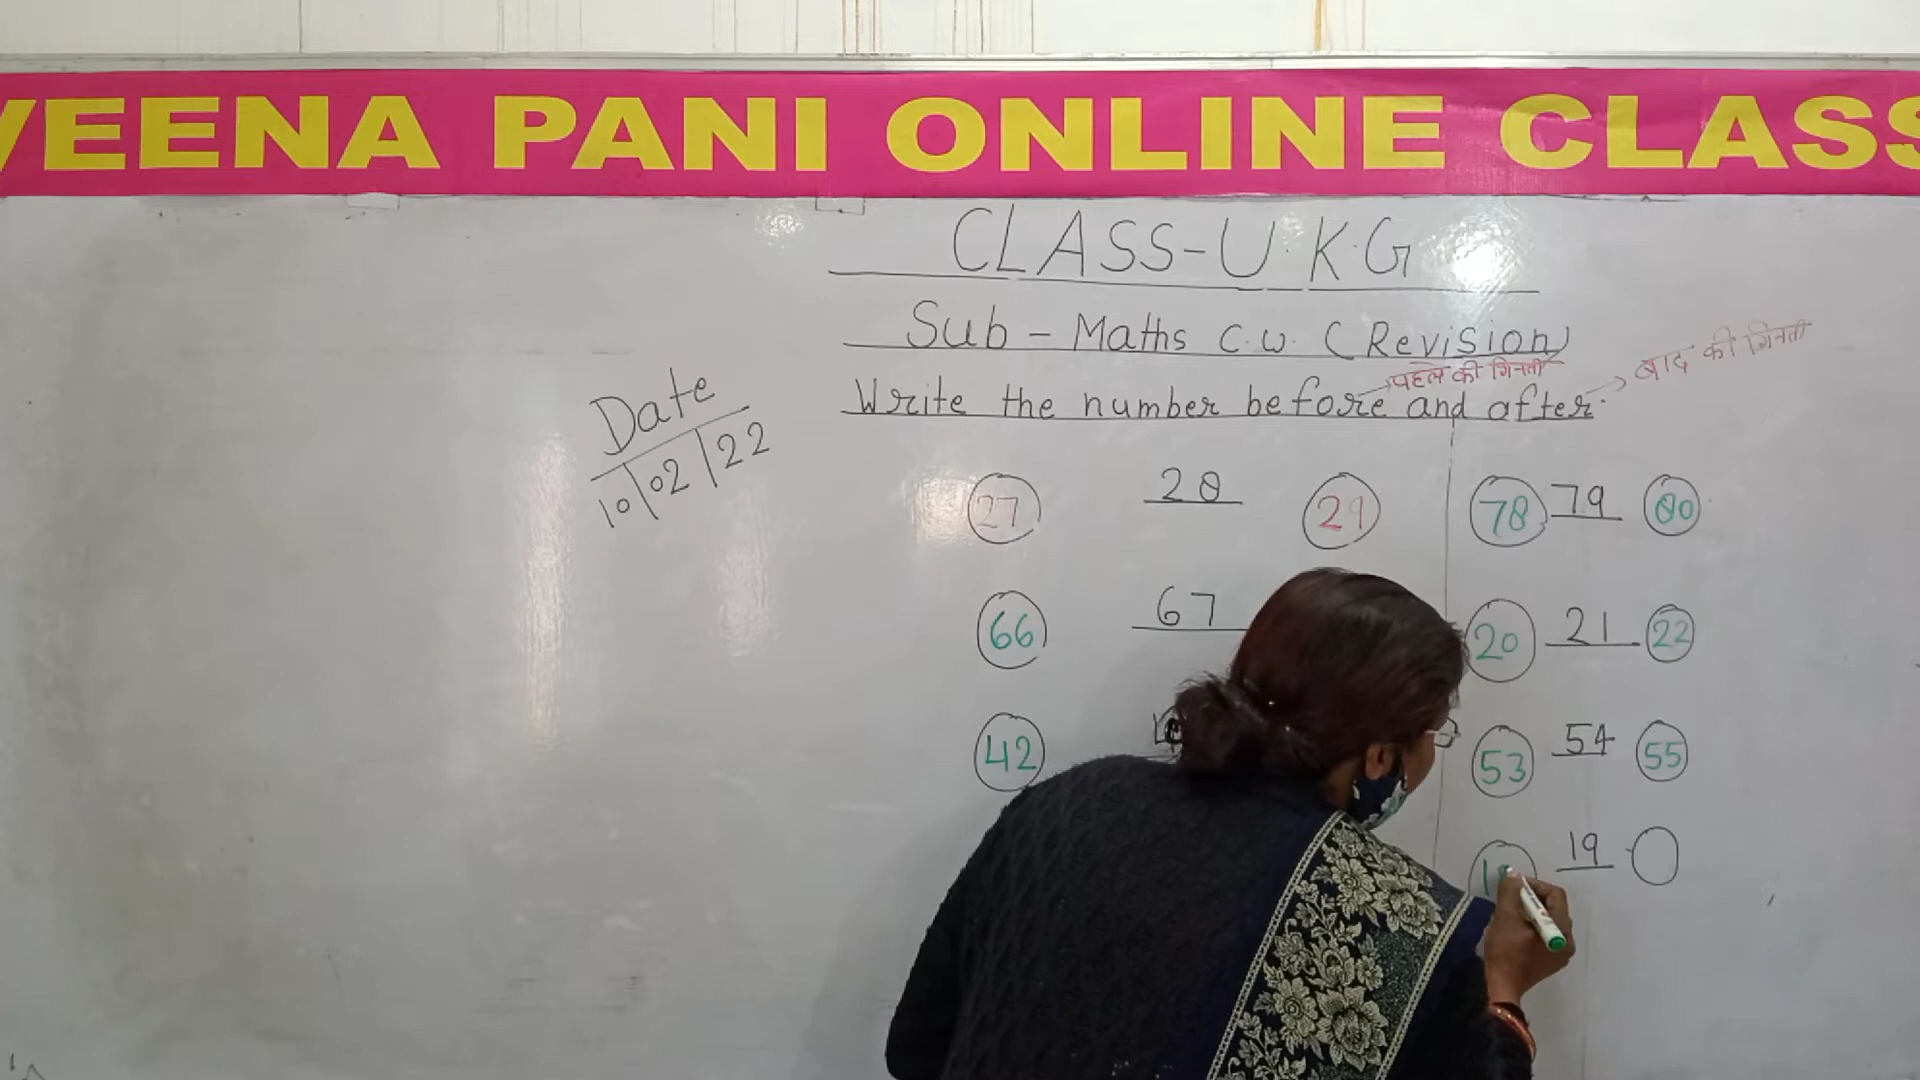 VEENA PANI ONLINE CLASS
CLASS-U.K.G
Sub - Maths C.W. (Revision)
पहले की गिनती
बाद की गिनती
Write the number before and after.
Date
10/02/22
27 28 29
78 79 80
66 67
20 21 22
42
53 54 55
19